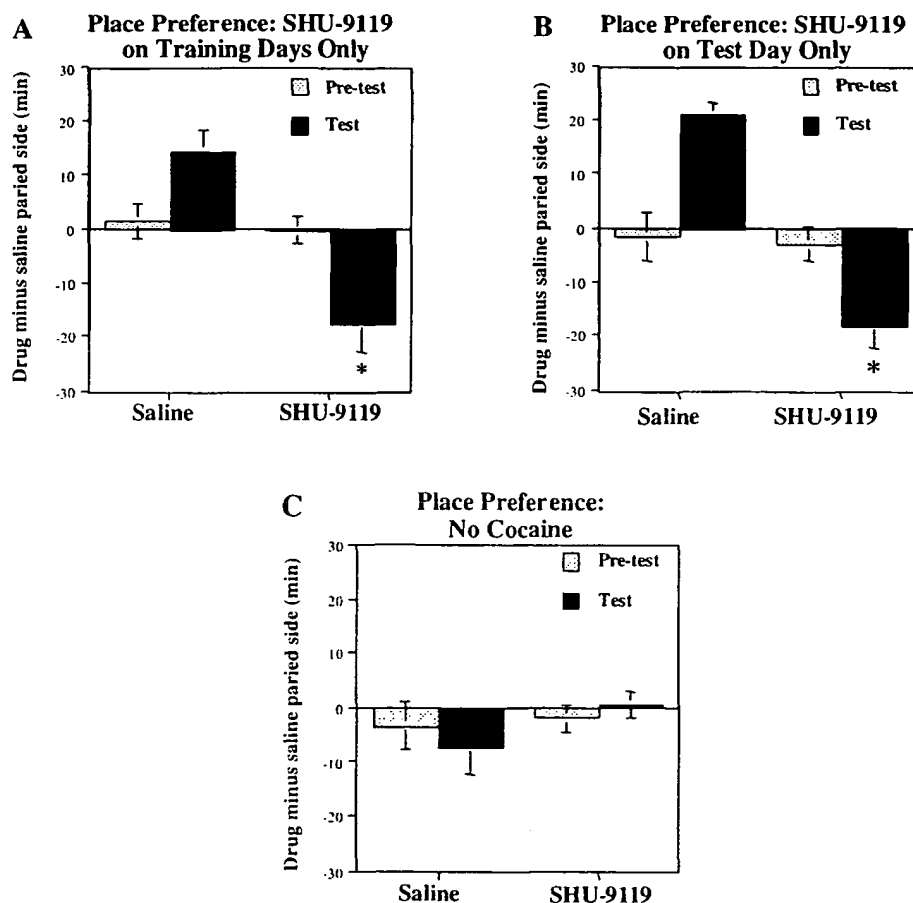 A
Place Preference: SHU-9119
on Training Days Only
Drug minus saline paried side (min)
30
20
10
0
-10
-20
-30
Pre-test
Test
*
Saline
SHU-9119
B
Place Preference: SHU-9119
on Test Day Only
Drug minus saline paried side (min)
30
20
10
0
-10
-20
-30
Pre-test
Test
*
Saline
SHU-9119
C
Place Preference:
No Cocaine
Drug minus saline paried side (min)
30
20
10
0
-10
-20
-30
Pre-test
Test
Saline
SHU-9119